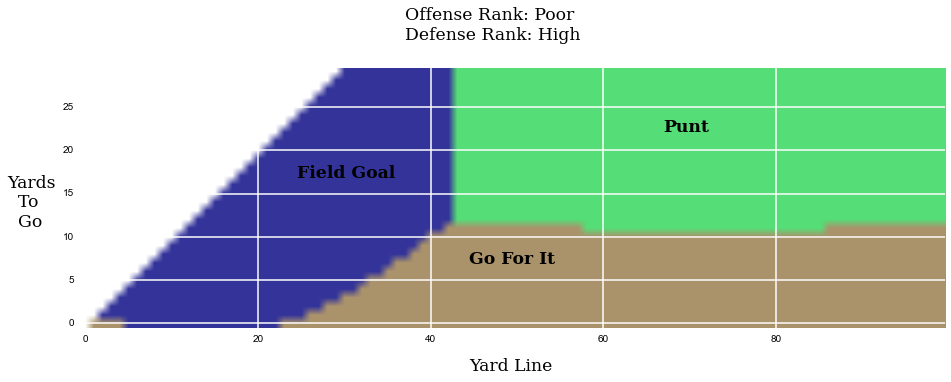 Offense Rank: Poor
Defense Rank: High
25
Punt
20
Field Goal
Yards
To
Go
15
10
Go For It
5
0
0
20
40
60
80
Yard Line